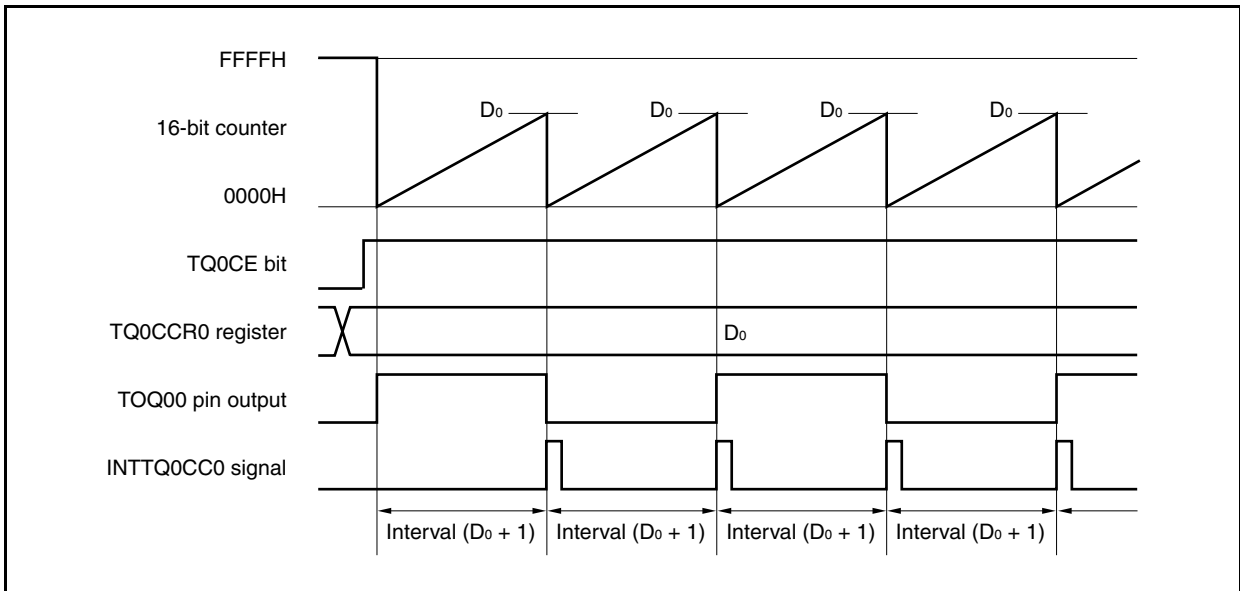 FFFFH
D₀ D₀ D₀ D₀
16-bit counter
0000H
TQ0CE bit
TQ0CCR0 register
D₀
TOQ00 pin output
INTTQ0CC0 signal
Interval (D₀ + 1) Interval (D₀ + 1) Interval (D₀ + 1) Interval (D₀ + 1)